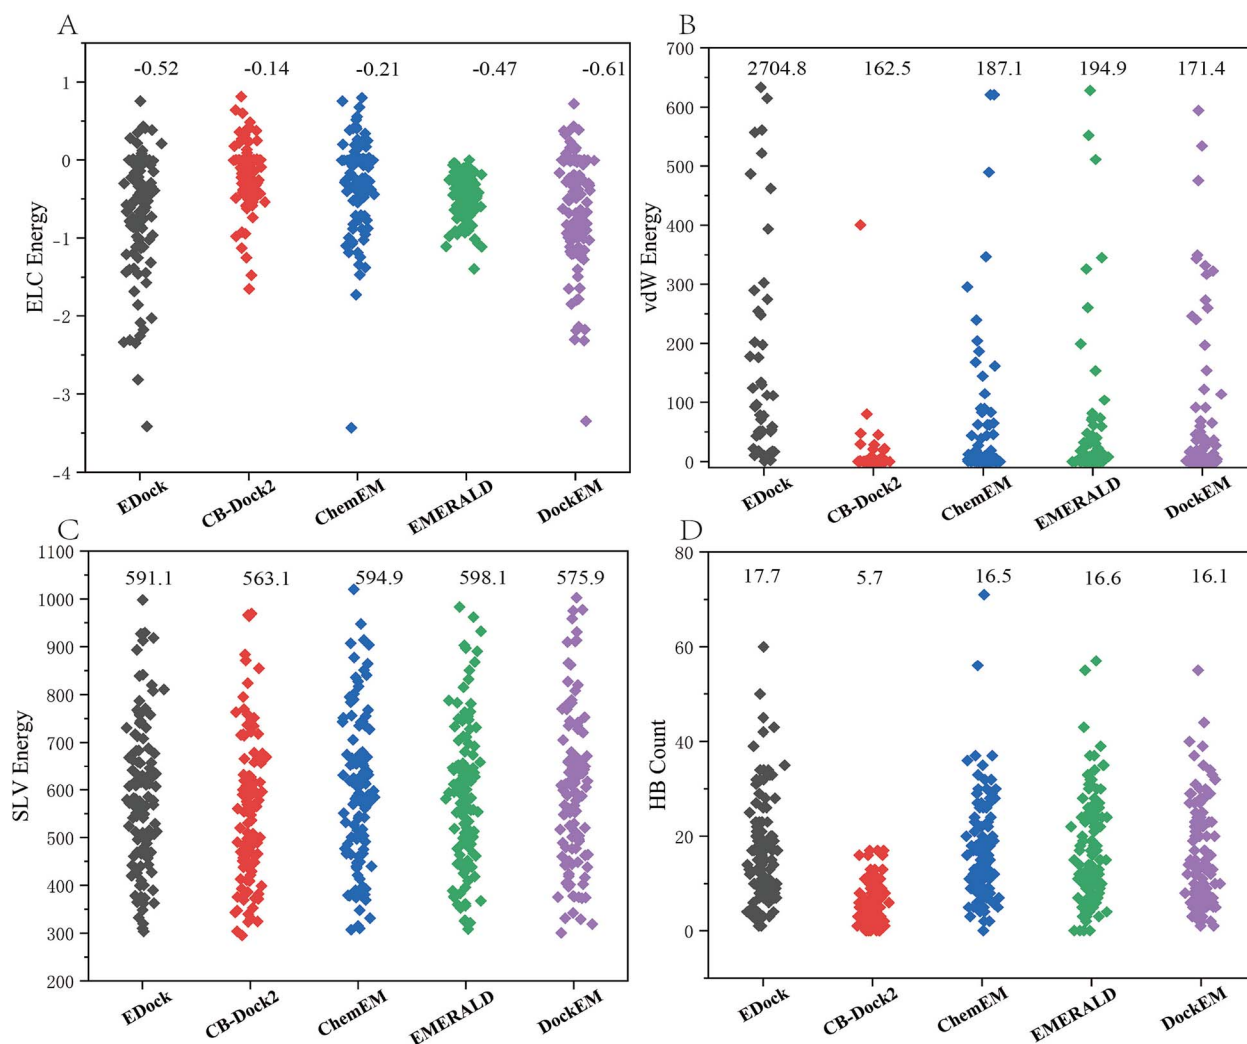 A
-0.52 -0.14 -0.21 -0.47 -0.61
1
0
-1
-2
-3
-4
ELC Energy
EDock CB-Dock2 ChemEM EMERALD DockEM
B
700
2704.8 162.5 187.1 194.9 171.4
600
500
400
300
200
100
0
vdW Energy
EDock CB-Dock2 ChemEM EMERALD DockEM
C
1100
591.1 563.1 594.9 598.1 575.9
1000
900
800
700
600
500
400
300
200
SLV Energy
EDock CB-Dock2 ChemEM EMERALD DockEM
D
80
17.7 5.7 16.5 16.6 16.1
60
40
20
0
HB Count
EDock CB-Dock2 ChemEM EMERALD DockEM